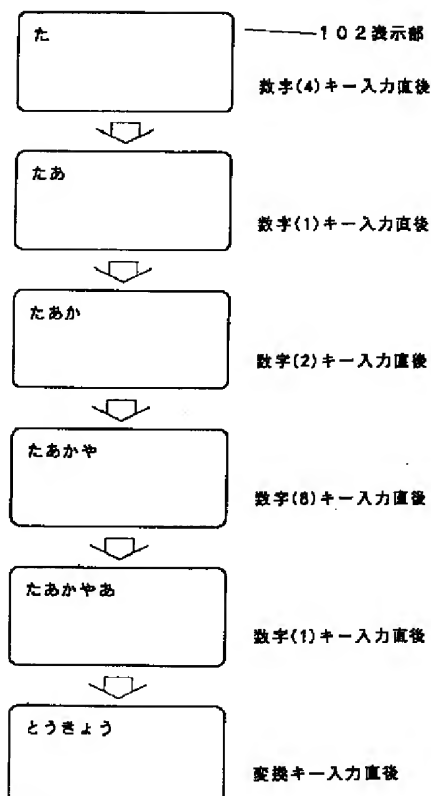 た
102表示部
数字(4)キー入力直後
たあ
数字(1)キー入力直後
たあか
数字(2)キー入力直後
たあかや
数字(8)キー入力直後
たあかやあ
数字(1)キー入力直後
とうきょう
変換キー入力直後